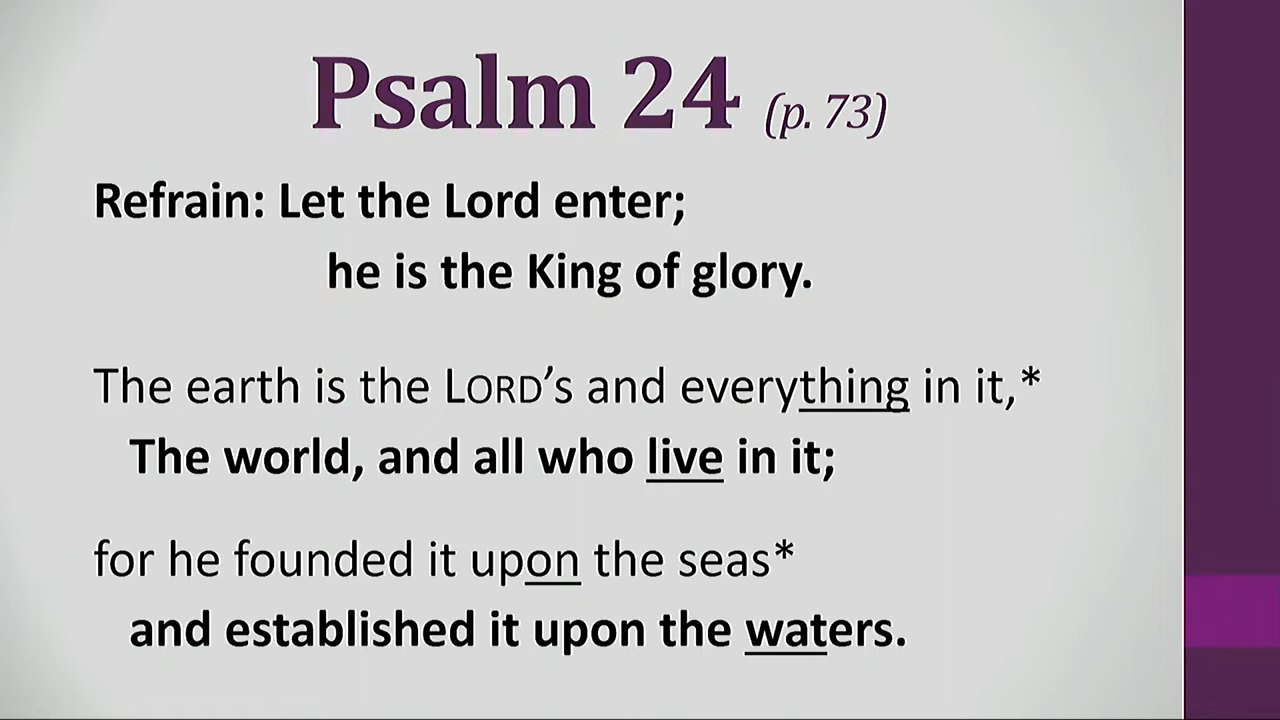 Psalm 24 (p. 73)
Refrain: Let the Lord enter;
he is the King of glory.
The earth is the LORD’s and everything in it,*
The world, and all who live in it;
for he founded it upon the seas*
and established it upon the waters.